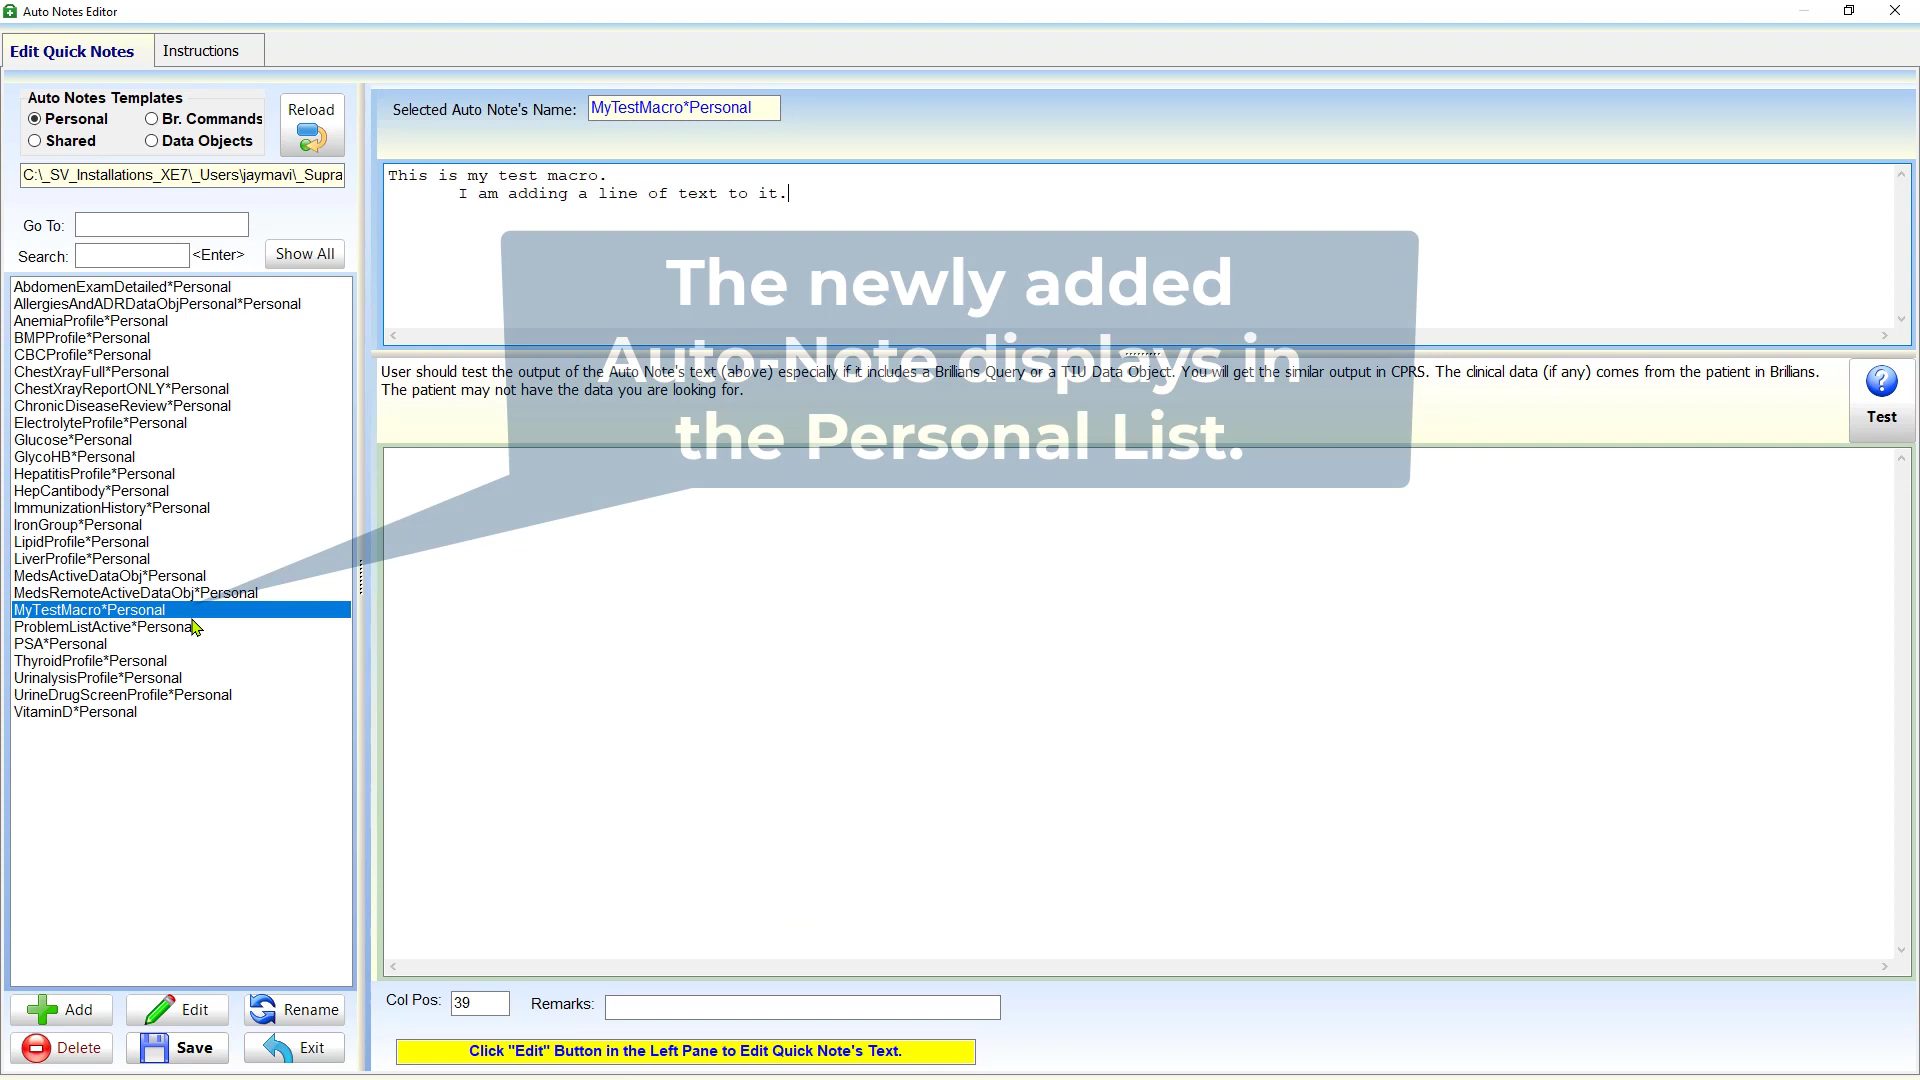 Auto Notes Editor
Edit Quick Notes
Instructions
Auto Notes Templates
Personal
Br. Commands
Shared
Data Objects
Reload
C:\_SV_Installations_XE7\_Users\jaymavi\_Supra
Go To:
Search:
<Enter>
Show All
AbdomenExamDetailed*Personal
AllergiesAndADRDataObjPersonal*Personal
AnemiaProfile*Personal
BMPProfile*Personal
CBCProfile*Personal
ChestXrayFull*Personal
ChestXrayReportONLY*Personal
ChronicDiseaseReview*Personal
ElectrolyteProfile*Personal
Glucose*Personal
GlycoHB*Personal
HepatitisProfile*Personal
HepCantibody*Personal
ImmunizationHistory*Personal
IronGroup*Personal
LipidProfile*Personal
LiverProfile*Personal
MedsActiveDataObj*Personal
MedsRemoteActiveDataObj*Personal
MyTestMacro*Personal
ProblemListActive*Personal
PSA*Personal
ThyroidProfile*Personal
UrinalysisProfile*Personal
UrineDrugScreenProfile*Personal
VitaminD*Personal
Add
Edit
Rename
Delete
Save
Exit
Selected Auto Note's Name:
MyTestMacro*Personal
This is my test macro.
I am adding a line of text to it.
The newly added
Auto-Note displays in
the Personal List.
User should test the output of the Auto Note's text (above) especially if it includes a Brillians Query or a TIU Data Object. You will get the similar output in CPRS. The clinical data (if any) comes from the patient in Brillians.
The patient may not have the data you are looking for.
Test
Col Pos:
39
Remarks:
Click "Edit" Button in the Left Pane to Edit Quick Note's Text.